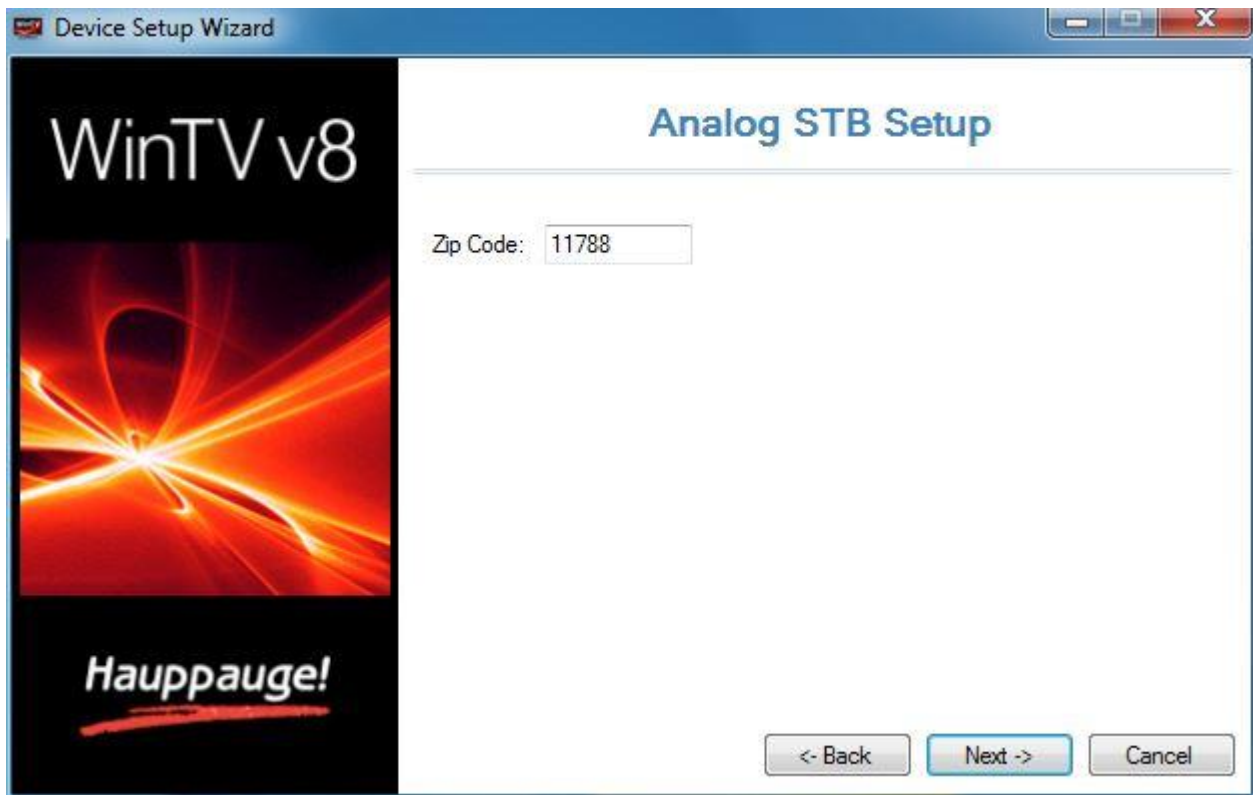 Device Setup Wizard
WinTV v8
Analog STB Setup
Zip Code: 11788
Hauppauge!
<- Back Next -> Cancel